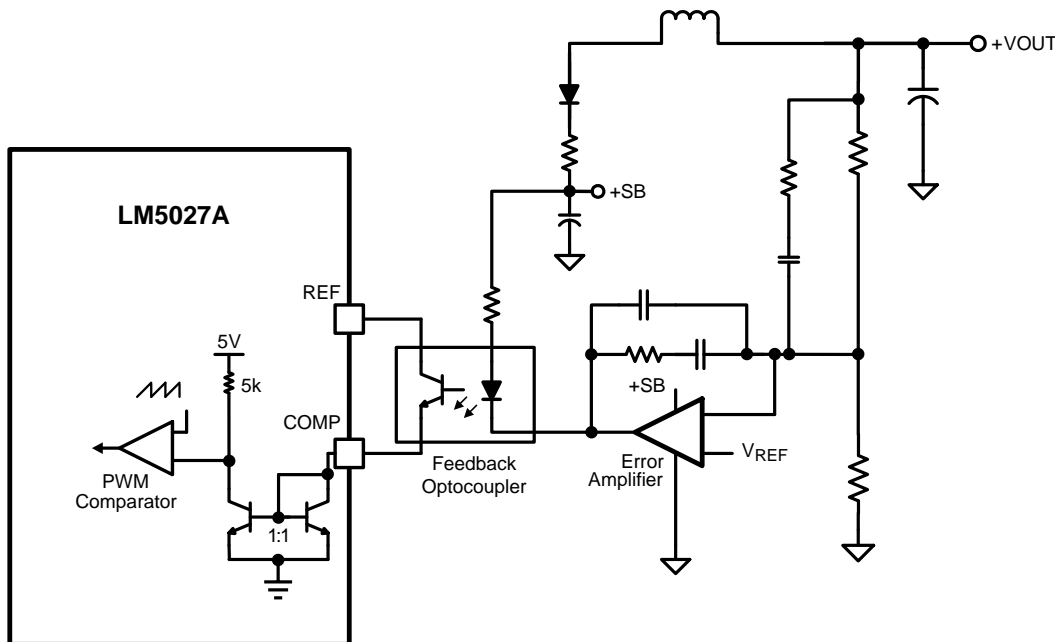 +VOUT
+SB
LM5027A
REF
5V
5k
+SB
COMP
VREF
PWM
Comparator
Feedback
Optocoupler
Error
Amplifier
1:1